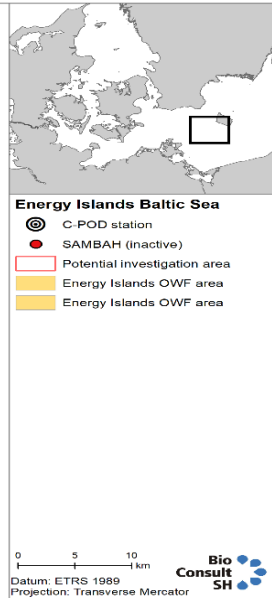 Energy Islands Baltic Sea
C-POD station
SAMBAH (inactive)
Potential investigation area
Energy Islands OWF area
Energy Islands OWF area
0 5 10
km
Datum: ETRS 1989
Projection: Transverse Mercator
Bio
Consult
SH